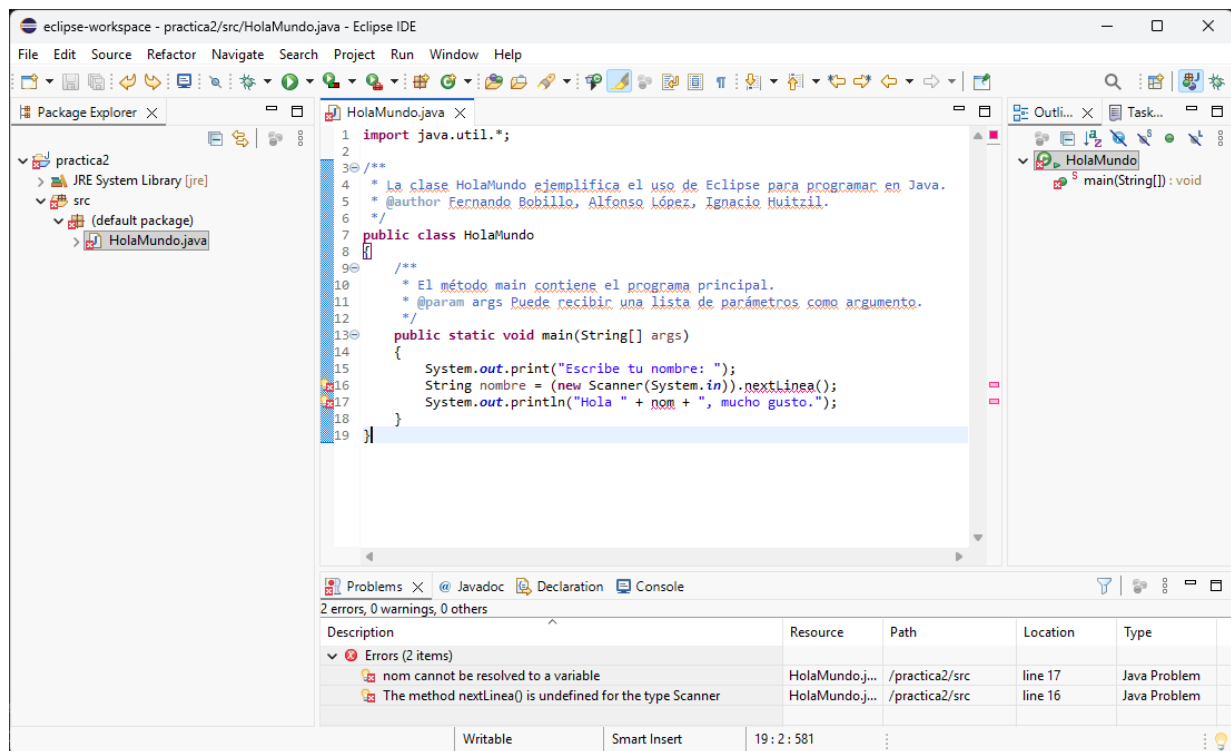 eclipse-workspace - practica2/src/HolaMundo.java - Eclipse IDE
File Edit Source Refactor Navigate Search Project Run Window Help
Package Explorer
practica2
JRE System Library [jre]
src
(default package)
HolaMundo.java
HolaMundo.java
1 import java.util.*;
2
3 /**
4 * La clase HolaMundo ejemplifica el uso de Eclipse para programar en Java.
5 * @author Fernando Bobillo, Alfonso López, Ignacio Huitzil.
6 */
7 public class HolaMundo
8 {
9 /**
10 * El método main contiene el programa principal.
11 * @param args Puede recibir una lista de parámetros como argumento.
12 */
13 public static void main(String[] args)
14 {
15 System.out.print("Escribe tu nombre: ");
16 String nombre = (new Scanner(System.in)).nextLinea();
17 System.out.println("Hola " + nom + ", mucho gusto.");
18 }
19 }
Outli... Task...
HolaMundo
main(String[]) : void
Problems @ Javadoc Declaration Console
2 errors, 0 warnings, 0 others
Description Resource Path Location Type
Errors (2 items)
nom cannot be resolved to a variable HolaMundo.j... /practica2/src line 17 Java Problem
The method nextLinea() is undefined for the type Scanner HolaMundo.j... /practica2/src line 16 Java Problem
Writable Smart Insert 19 : 2 : 581